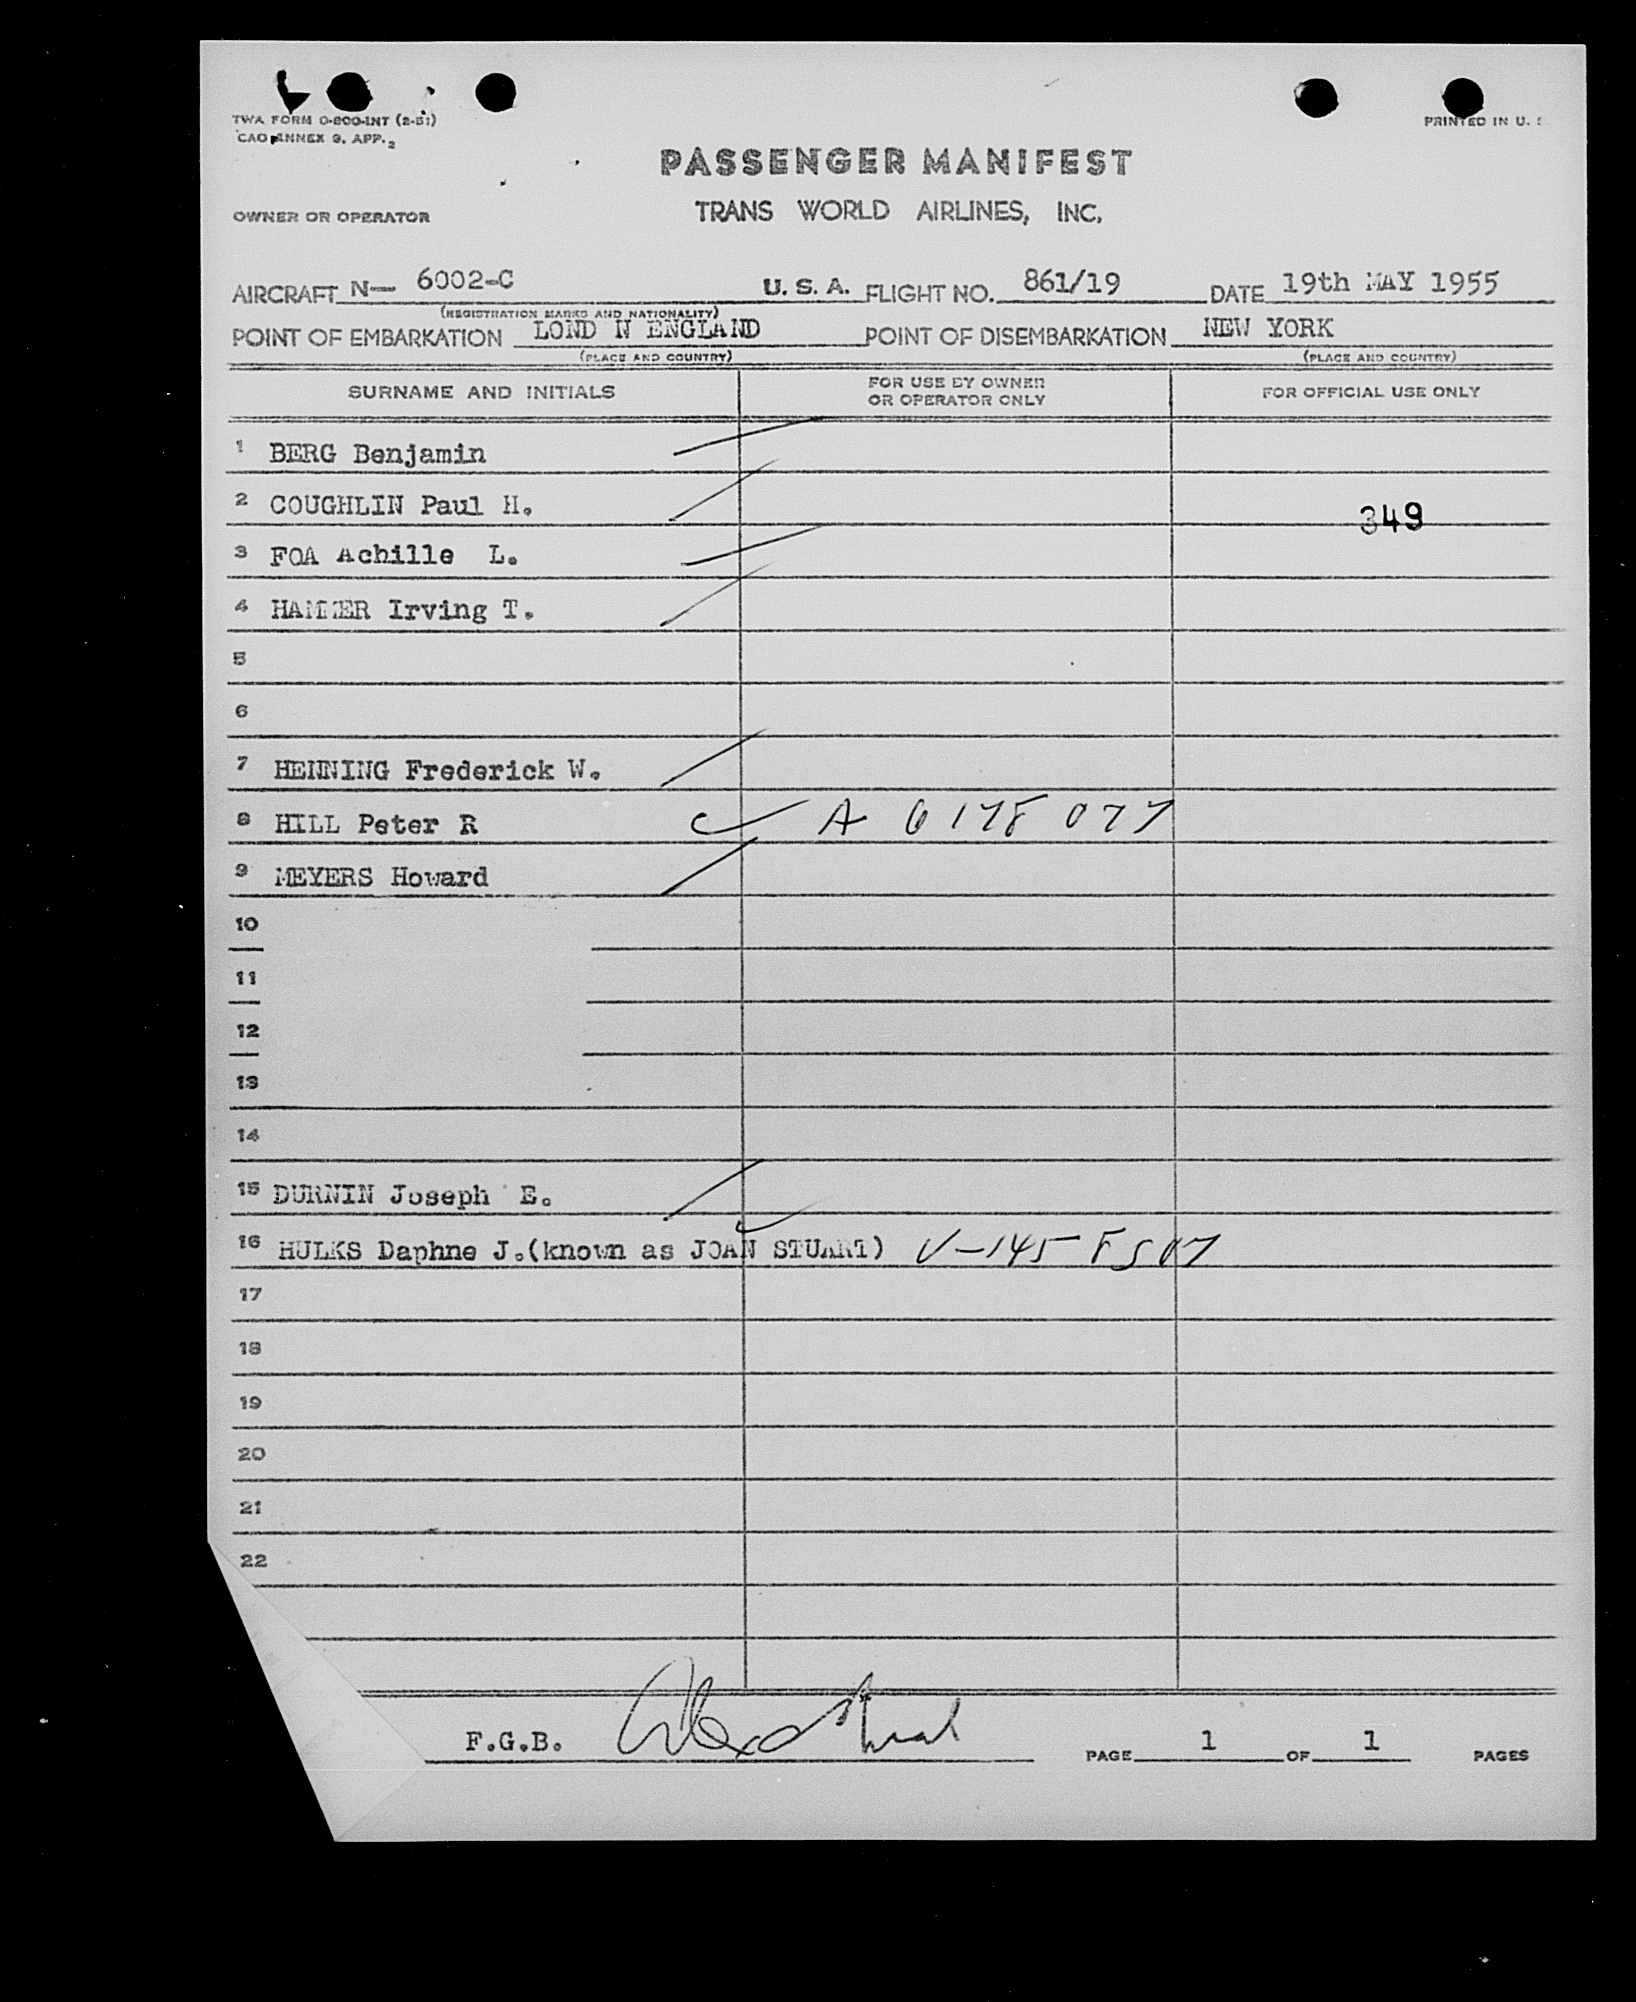 TWA FORM O-800-INT (2-51)
CAO ANNEX 9. APP. 2
PRINTED IN U. S
PASSENGER MANIFEST
OWNER OR OPERATOR
TRANS WORLD AIRLINES, INC.
AIRCRAFT N- 6002-C U. S. A. FLIGHT NO. 861/19 DATE 19th MAY 1955
(REGISTRATION MARKS AND NATIONALITY)
POINT OF EMBARKATION LOND N ENGLAND POINT OF DISEMBARKATION NEW YORK
(PLACE AND COUNTRY) (PLACE AND COUNTRY)
SURNAME AND INITIALS FOR USE BY OWNER OR OPERATOR ONLY FOR OFFICIAL USE ONLY
1 BERG Benjamin
2 COUGHLIN Paul H.
349
3 FOA Achille L.
4 HAMMER Irving T.
5
6
7 HENNING Frederick W.
8 HILL Peter R A 6178 077
9 MEYERS Howard
10
11
12
13
14
15 DURNIN Joseph E.
16 HULKS Daphne J.(known as JOAN STUART) V-145
17
18
19
20
21
22
F.G.B. PAGE 1 OF 1 PAGES